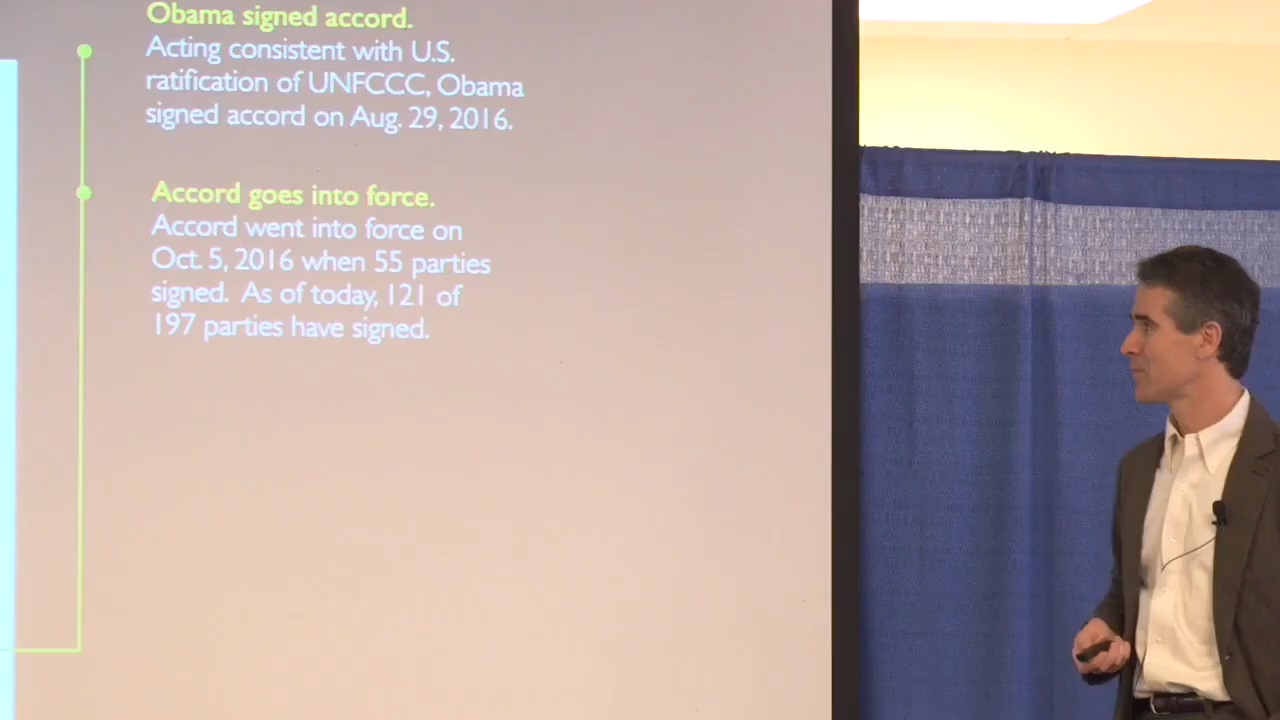 Obama signed accord.
Acting consistent with U.S.
ratification of UNFCCC, Obama
signed accord on Aug. 29, 2016.
Accord goes into force.
Accord went into force on
Oct. 5, 2016 when 55 parties
signed. As of today, 121 of
197 parties have signed.